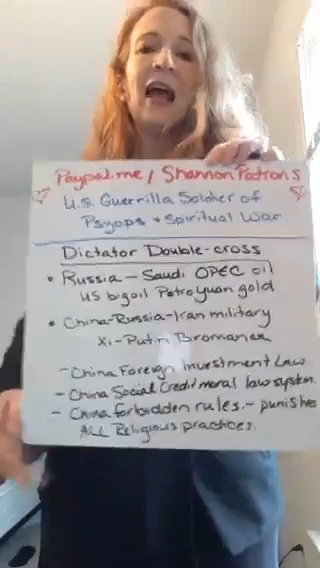 Paypal.me/ShannonPatrons
U.S. Guerrilla Soldier of
Psyops + Spiritual War
Dictator Double-cross
• Russia - Saudi OPEC oil
US bigoil Petroyuan gold
• China-Russia-Iran military
Xi-Putin Bromance
- China Foreign Investment Law
- China Social Credit moral law system.
- China forbidden rules - punishes
ALL Religious practices.